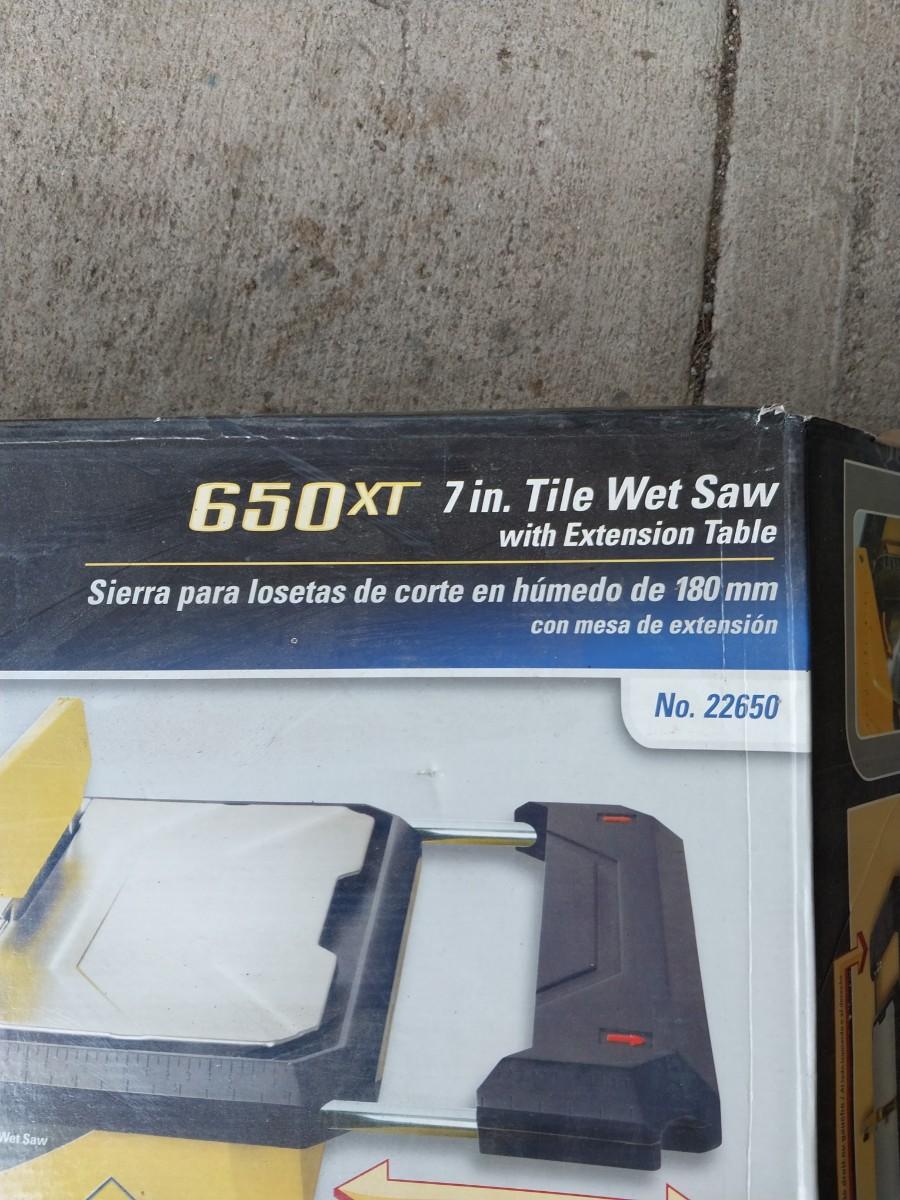 650XT 7 in. Tile Wet Saw
with Extension Table
Sierra para losetas de corte en húmedo de 180 mm
con mesa de extensión
No. 22650
Wet Saw